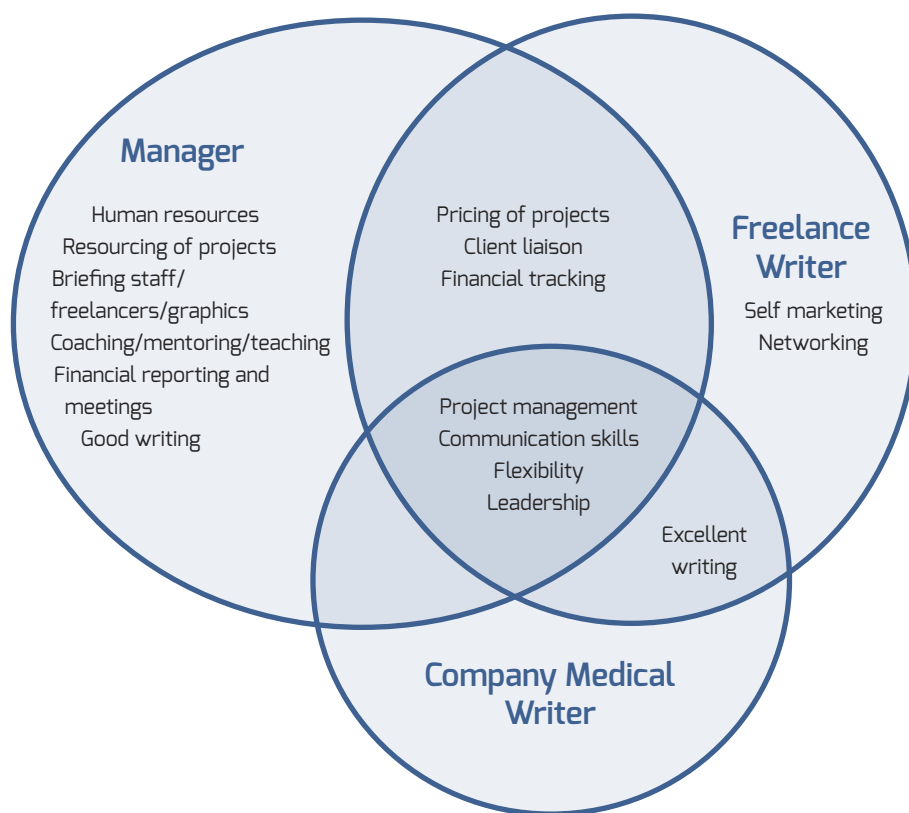 Manager
Human resources
Resourcing of projects
Briefing staff/
freelancers/graphics
Coaching/mentoring/teaching
Financial reporting and
meetings
Good writing
Pricing of projects
Client liaison
Financial tracking
Freelance
Writer
Self marketing
Networking
Project management
Communication skills
Flexibility
Leadership
Excellent
writing
Company Medical
Writer